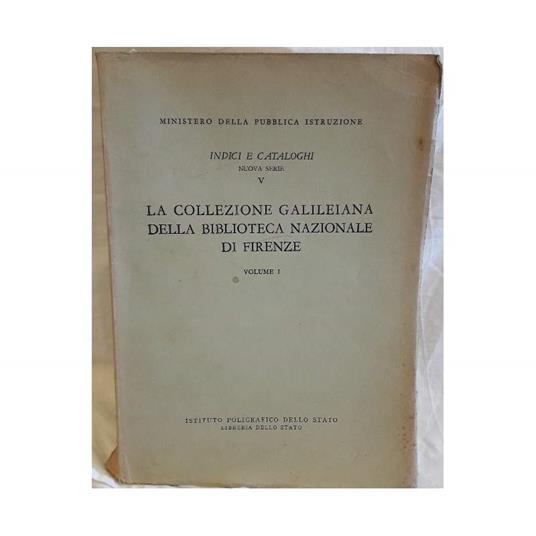 MINISTERO DELLA PUBBLICA ISTRUZIONE
INDICI E CATALOGHI
NUOVA SERIE
V
LA COLLEZIONE GALILEIANA
DELLA BIBLIOTECA NAZIONALE
DI FIRENZE
VOLUME I
ISTITUTO POLIGRAFICO DELLO STATO
LIBRERIA DELLO STATO